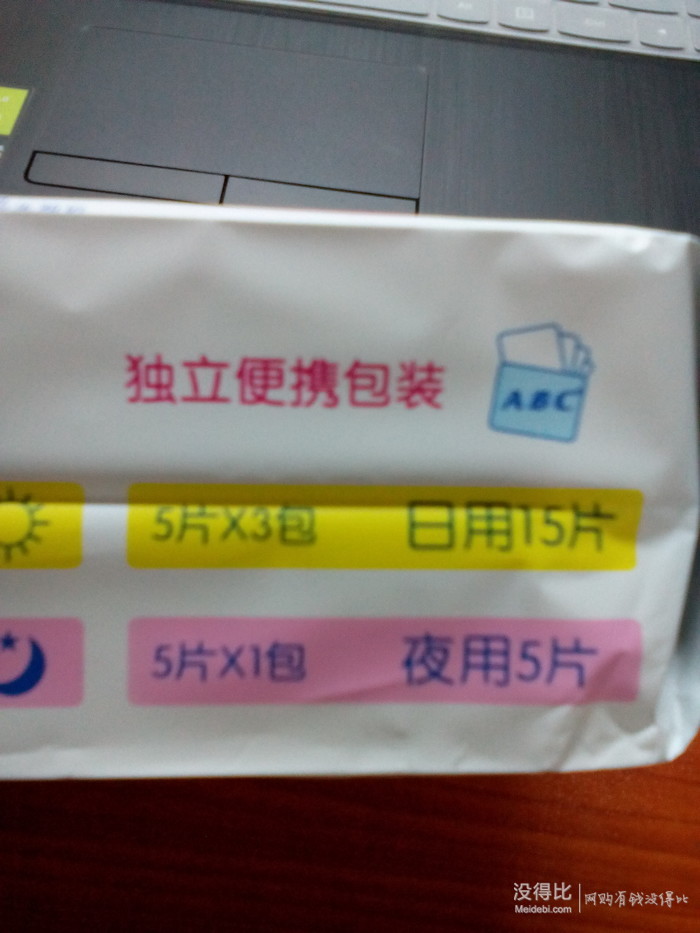 独立便携包装
ABC
5片X3包 日用15片
5片X1包 夜用5片
没得比 网购有钱没得比
Meidebi.com